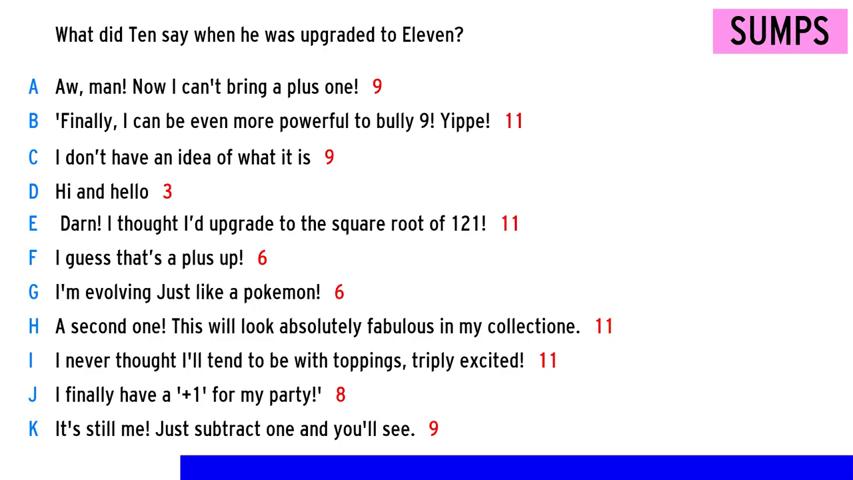 What did Ten say when he was upgraded to Eleven?
SUMPS
A Aw, man! Now I can't bring a plus one! 9
B 'Finally, I can be even more powerful to bully 9! Yippe! 11
C I don’t have an idea of what it is 9
D Hi and hello 3
E Darn! I thought I’d upgrade to the square root of 121! 11
F I guess that’s a plus up! 6
G I'm evolving Just like a pokemon! 6
H A second one! This will look absolutely fabulous in my collectione. 11
I I never thought I'll tend to be with toppings, triply excited! 11
J I finally have a '+1' for my party!' 8
K It's still me! Just subtract one and you'll see. 9